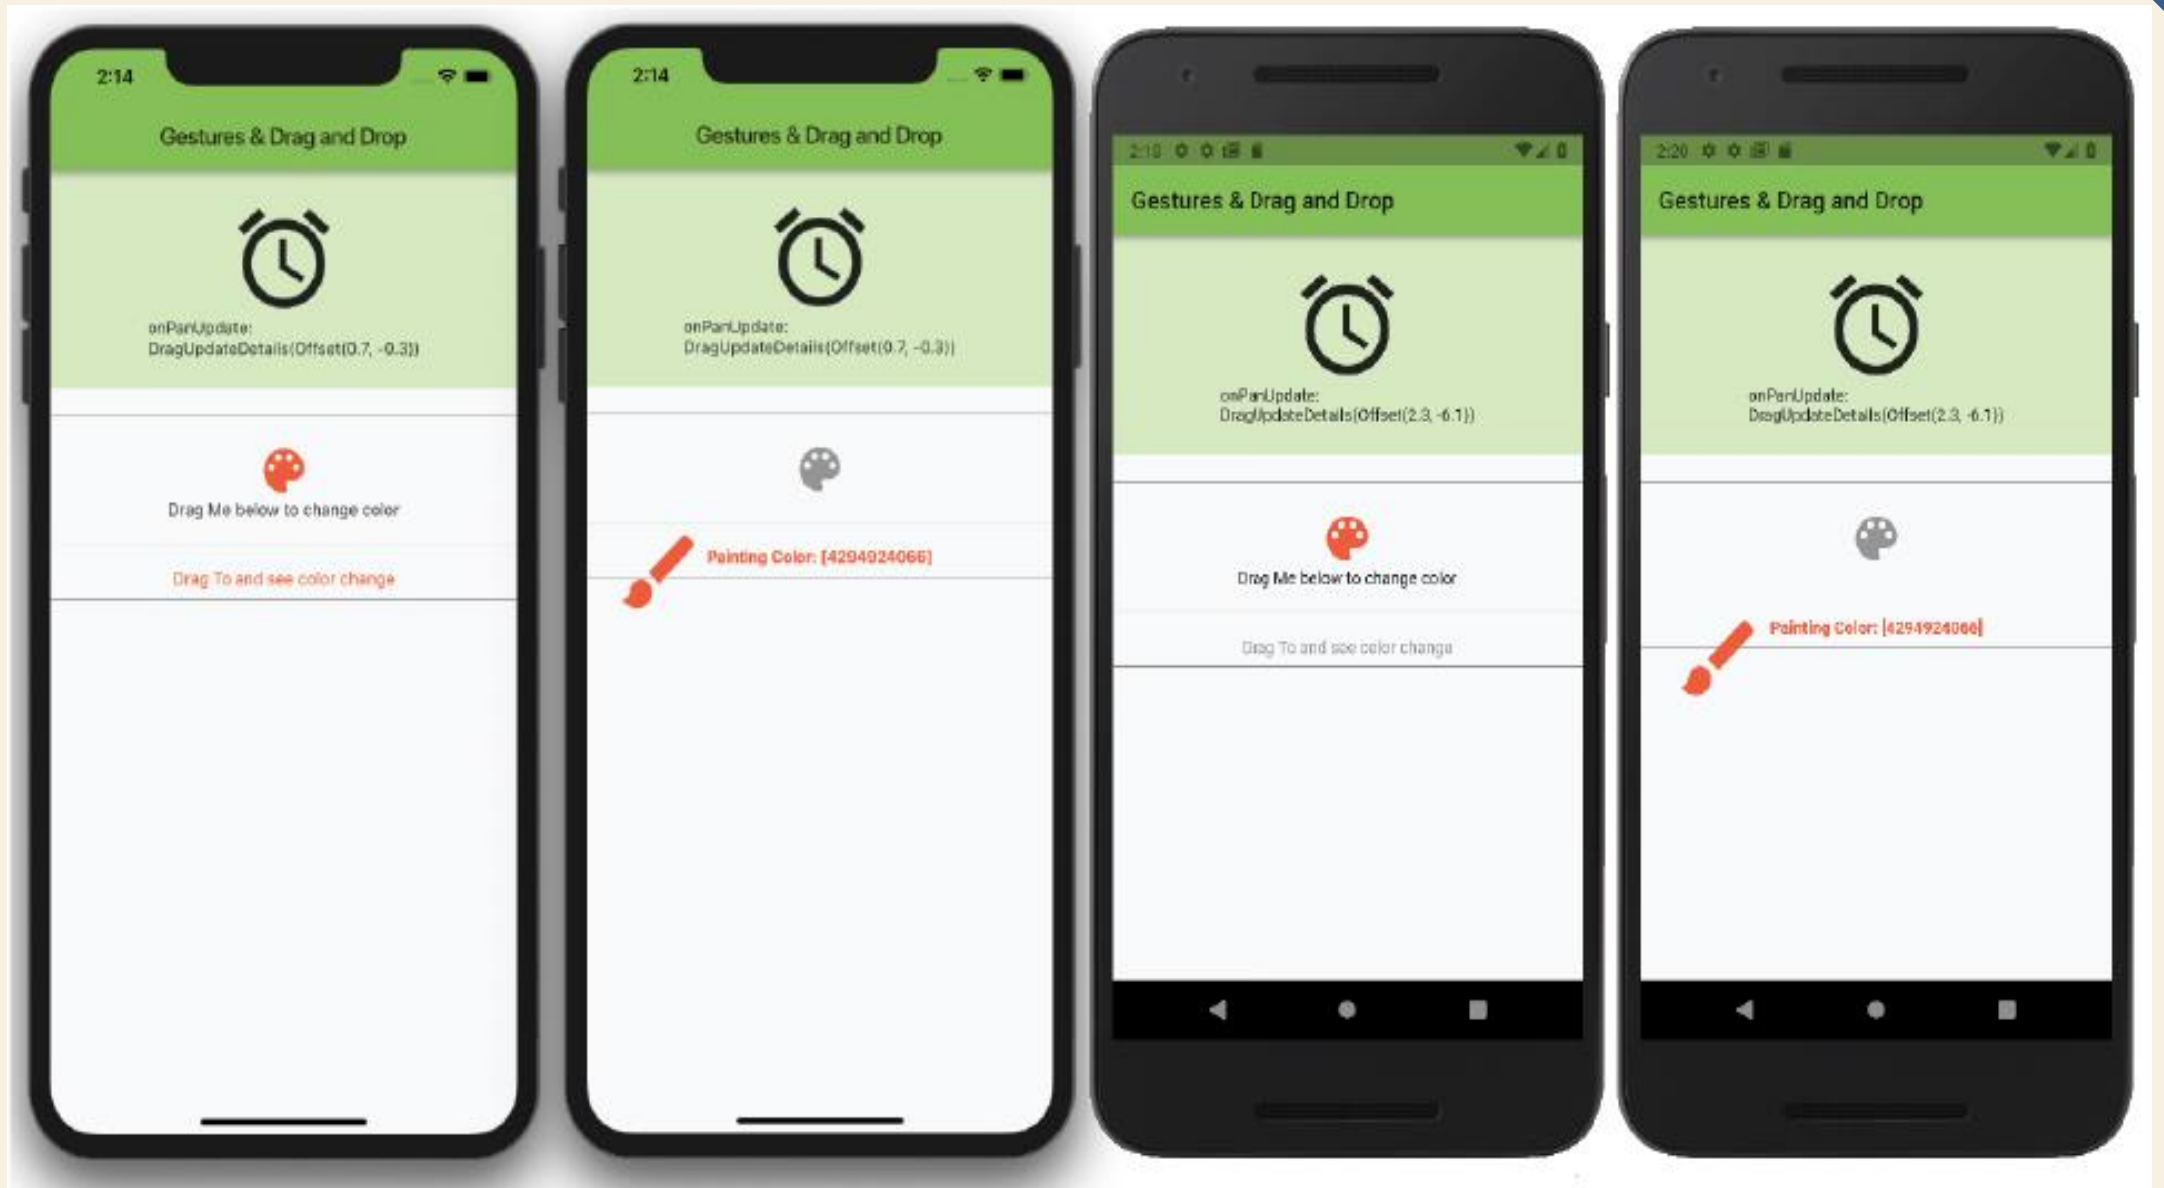 2:14
Gestures & Drag and Drop
onPanUpdate:
DragUpdateDetails(Offset(0.7, -0.3))
Drag Me below to change color
Drag To and see color change
2:14
Gestures & Drag and Drop
onPanUpdate:
DragUpdateDetails(Offset(0.7, -0.3))
Painting Color: [4294924066]
2:18
Gestures & Drag and Drop
onPanUpdate:
DragUpdateDetails(Offset(2.3, -6.1))
Drag Me below to change color
Drag To and see color change
2:20
Gestures & Drag and Drop
onPanUpdate:
DragUpdateDetails(Offset(2.3, -6.1))
Painting Color: [4294924066]